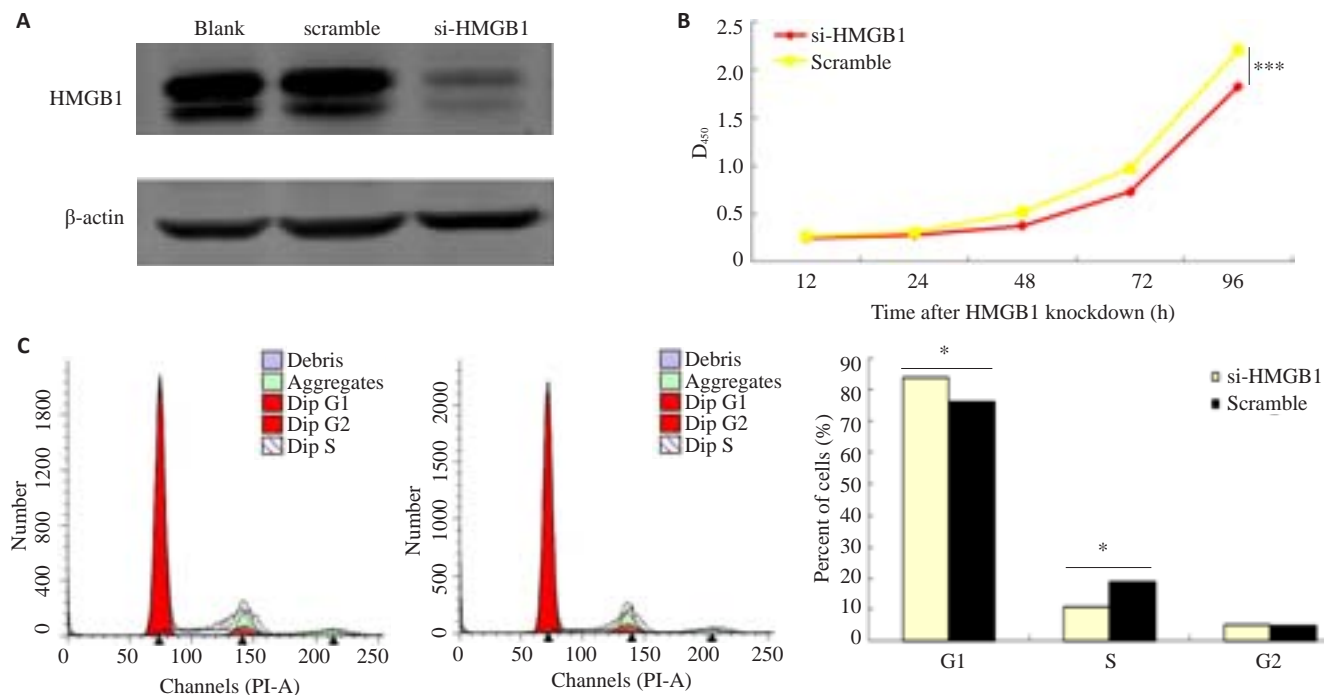 A
Blank scramble si-HMGB1
HMGB1
β-actin
B
si-HMGB1
Scramble
D450
2.5
2.0
1.5
1.0
0.5
0
***
12 24 48 72 96
Time after HMGB1 knockdown (h)
C
Number
1800
1200
800
400
0
Debris
Aggregates
Dip G1
Dip G2
Dip S
0 50 100 150 200 250
Channels (PI-A)
Number
2000
1500
1000
500
0
Debris
Aggregates
Dip G1
Dip G2
Dip S
0 50 100 150 200 250
Channels (PI-A)
Percent of cells (%)
90
80
70
60
50
40
30
20
10
0
*
*
si-HMGB1
Scramble
G1 S G2